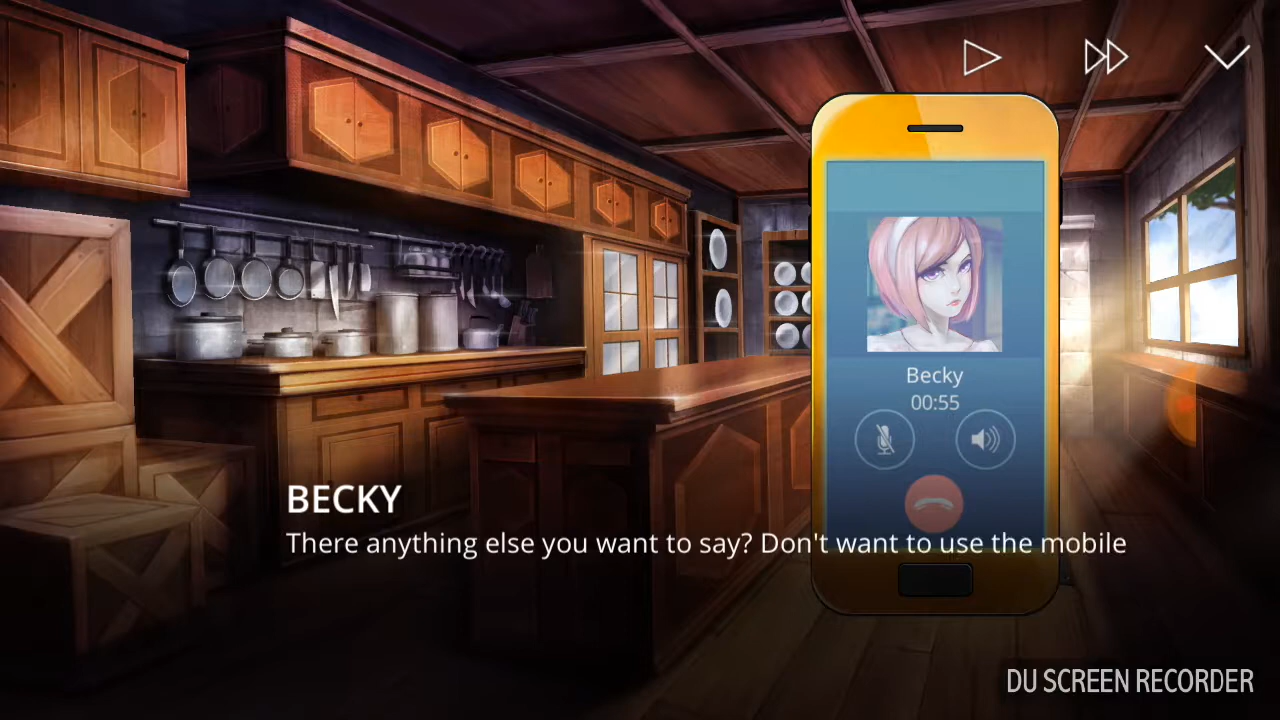 Becky
00:55
BECKY
There anything else you want to say? Don't want to use the mobile
DU SCREEN RECORDER